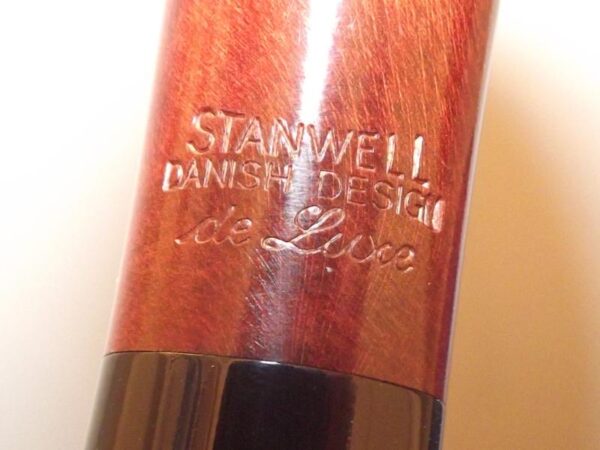 STANWELL
DANISH DESIGN
de Luxe